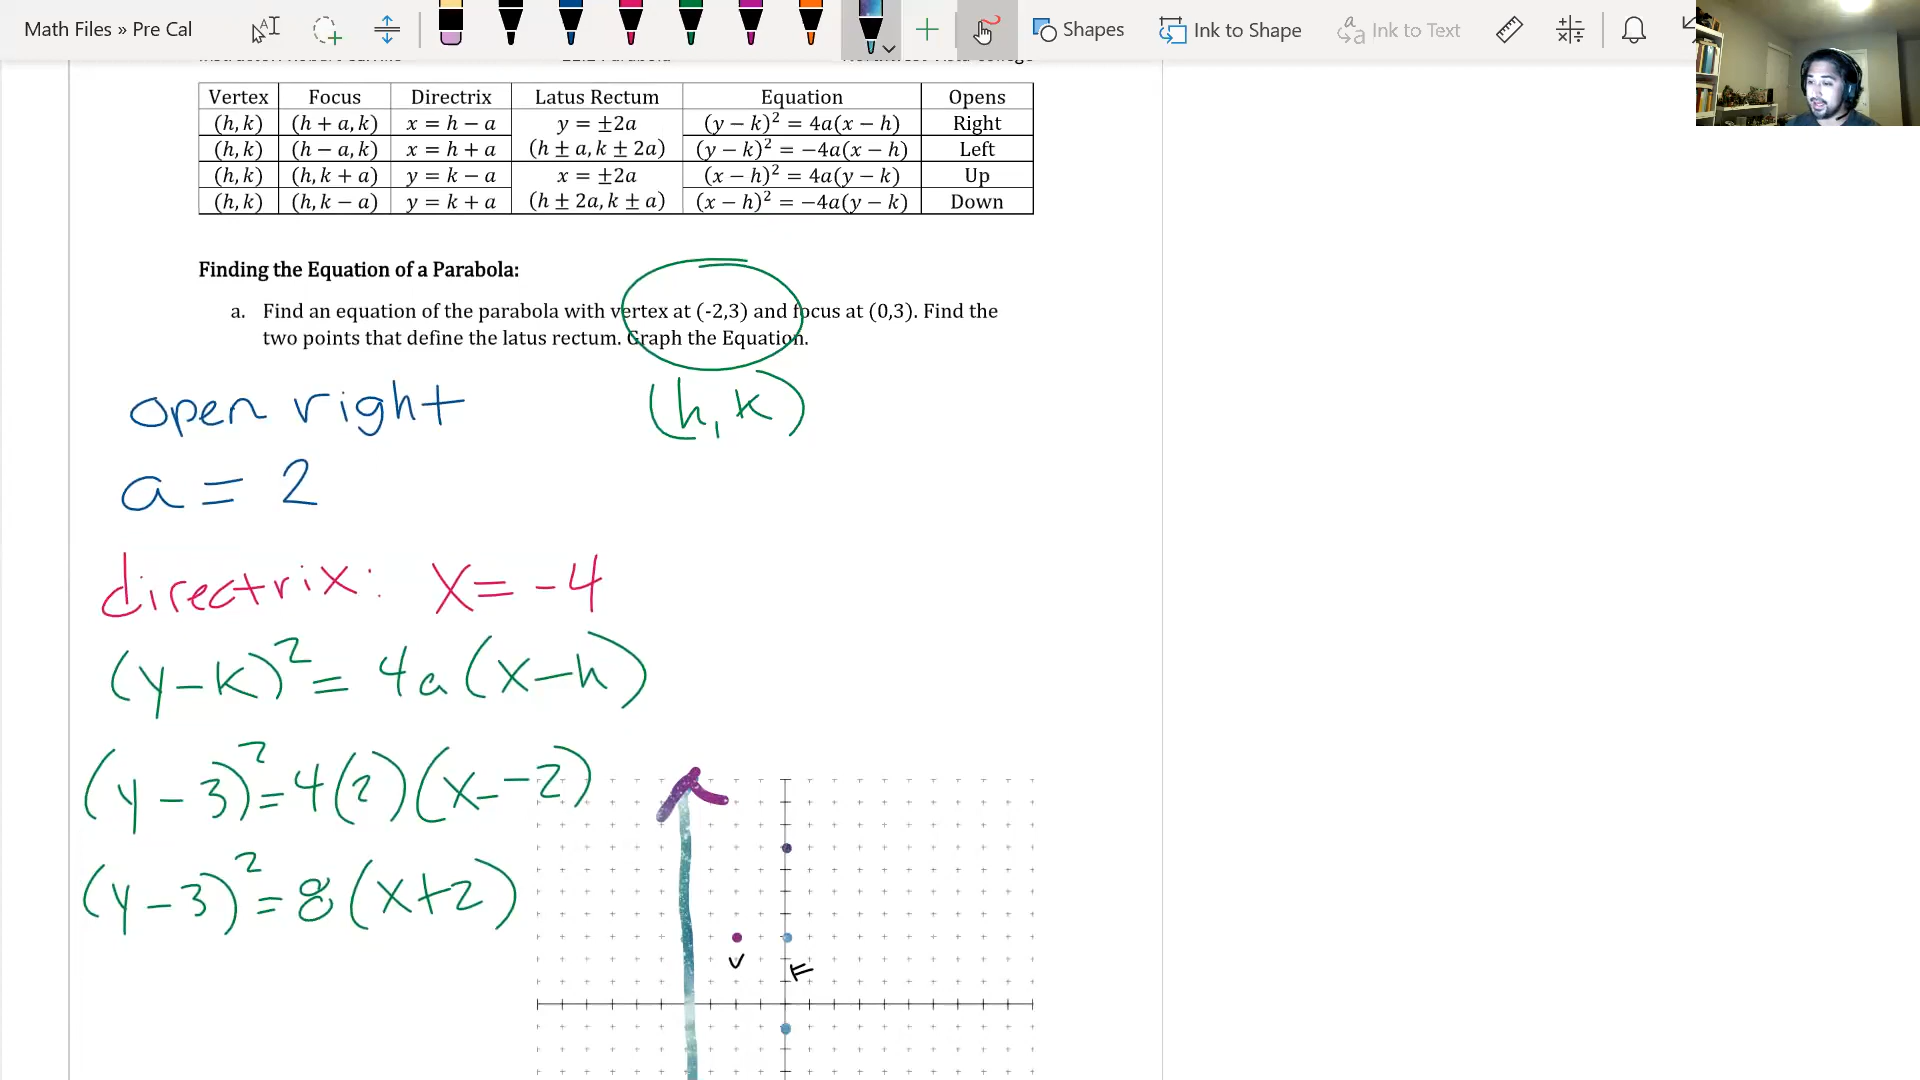 Math Files » Pre Cal
Shapes
Ink to Shape
Ink to Text
Vertex Focus Directrix Latus Rectum Equation Opens
(h, k) (h + a, k) x = h − a y = ±2a (y − k)² = 4a(x − h) Right
(h, k) (h − a, k) x = h + a (h ± a, k ± 2a) (y − k)² = −4a(x − h) Left
(h, k) (h, k + a) y = k − a x = ±2a (x − h)² = 4a(y − k) Up
(h, k) (h, k − a) y = k + a (h ± 2a, k ± a) (x − h)² = −4a(y − k) Down
Finding the Equation of a Parabola:
a. Find an equation of the parabola with vertex at (-2,3) and focus at (0,3). Find the
two points that define the latus rectum. Graph the Equation.
open right
(h, k)
a = 2
directrix: x = -4
(y-k)² = 4a(x-h)
(y-3)² = 4(2)(x--2)
(y-3)² = 8(x+2)
V
F